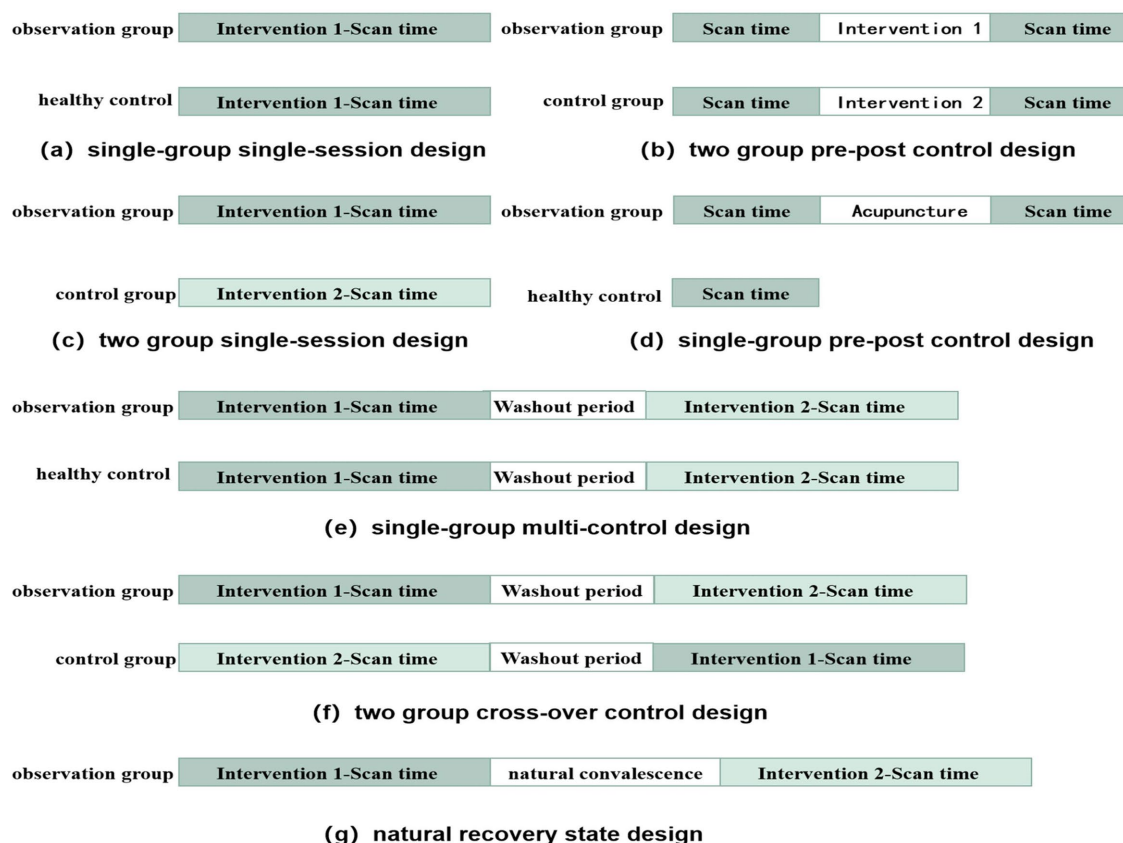 observation group Intervention 1-Scan time
healthy control Intervention 1-Scan time
(a) single-group single-session design
observation group Scan time Intervention 1 Scan time
control group Scan time Intervention 2 Scan time
(b) two group pre-post control design
observation group Intervention 1-Scan time
control group Intervention 2-Scan time
(c) two group single-session design
observation group Scan time Acupuncture Scan time
healthy control Scan time
(d) single-group pre-post control design
observation group Intervention 1-Scan time Washout period Intervention 2-Scan time
healthy control Intervention 1-Scan time Washout period Intervention 2-Scan time
(e) single-group multi-control design
observation group Intervention 1-Scan time Washout period Intervention 2-Scan time
control group Intervention 2-Scan time Washout period Intervention 1-Scan time
(f) two group cross-over control design
observation group Intervention 1-Scan time natural convalescence Intervention 2-Scan time
(g) natural recovery state design